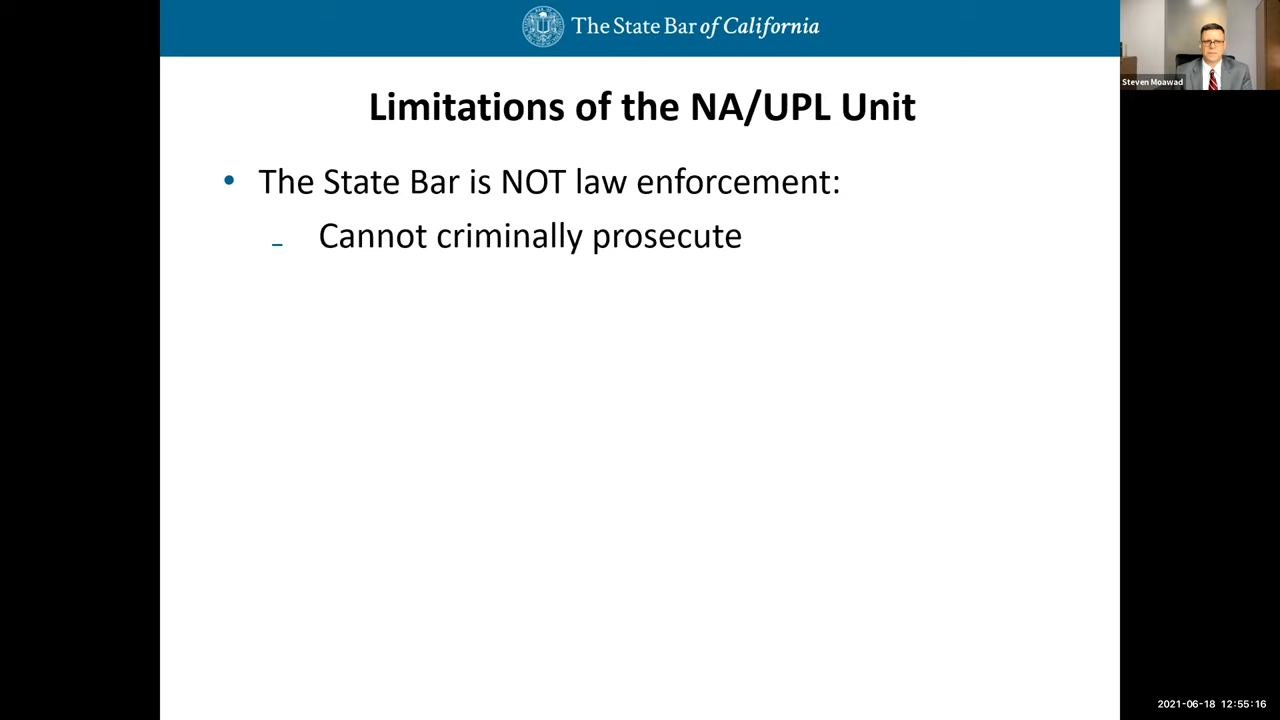 The State Bar of California
Steven Moawad
Limitations of the NA/UPL Unit
• The State Bar is NOT law enforcement:
– Cannot criminally prosecute
2021-06-18 12:55:16